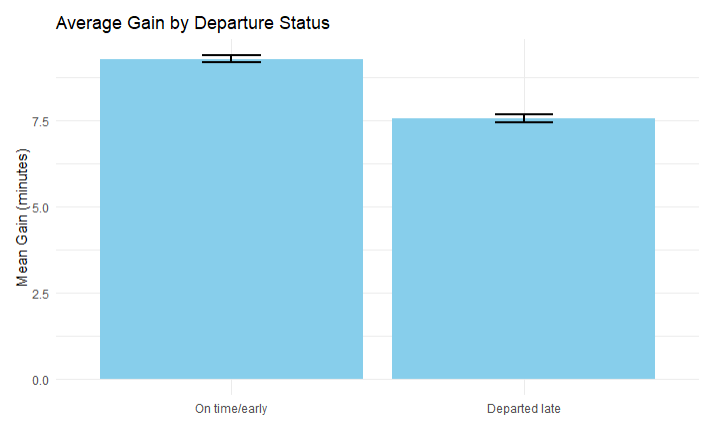 Average Gain by Departure Status
Mean Gain (minutes)
7.5
5.0
2.5
0.0
On time/early
Departed late